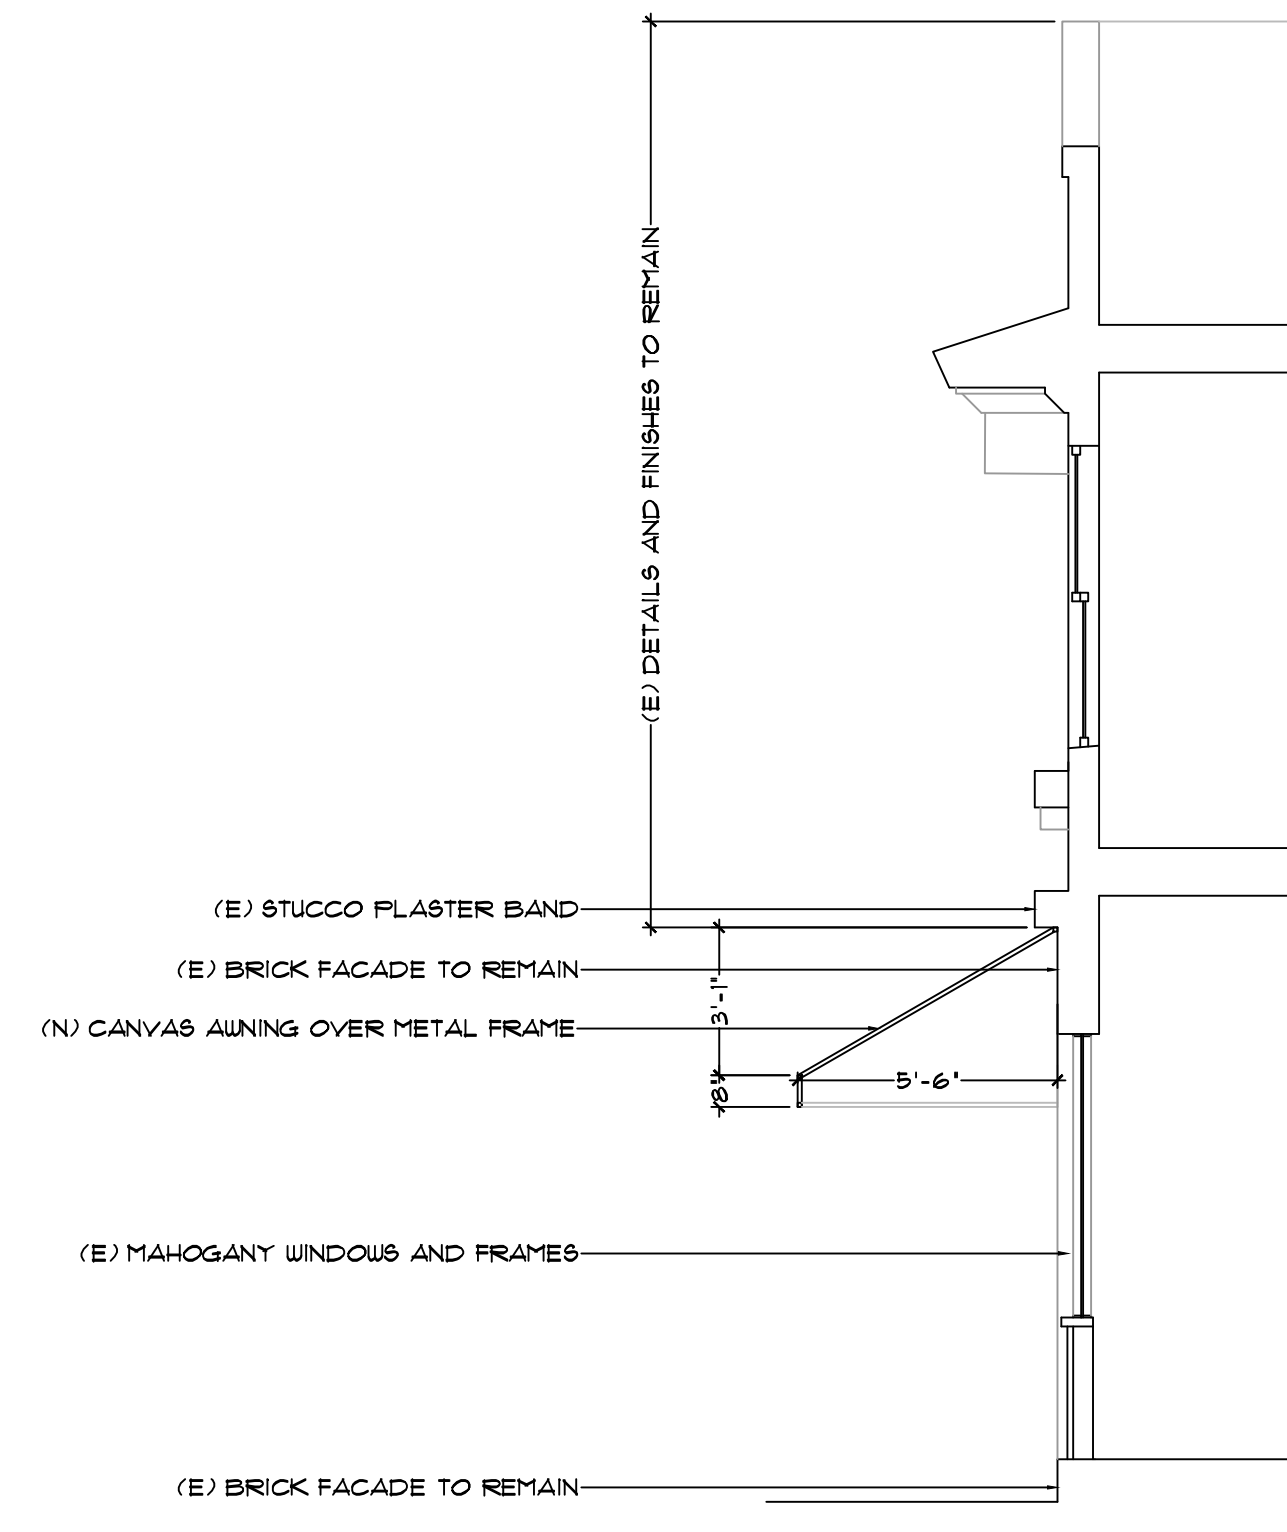 (E) DETAILS AND FINISHES TO REMAIN
(E) STUCCO PLASTER BAND
(E) BRICK FACADE TO REMAIN
3'-1"
(N) CANVAS AWNING OVER METAL FRAME
5'-6"
8"
(E) MAHOGANY WINDOWS AND FRAMES
(E) BRICK FACADE TO REMAIN